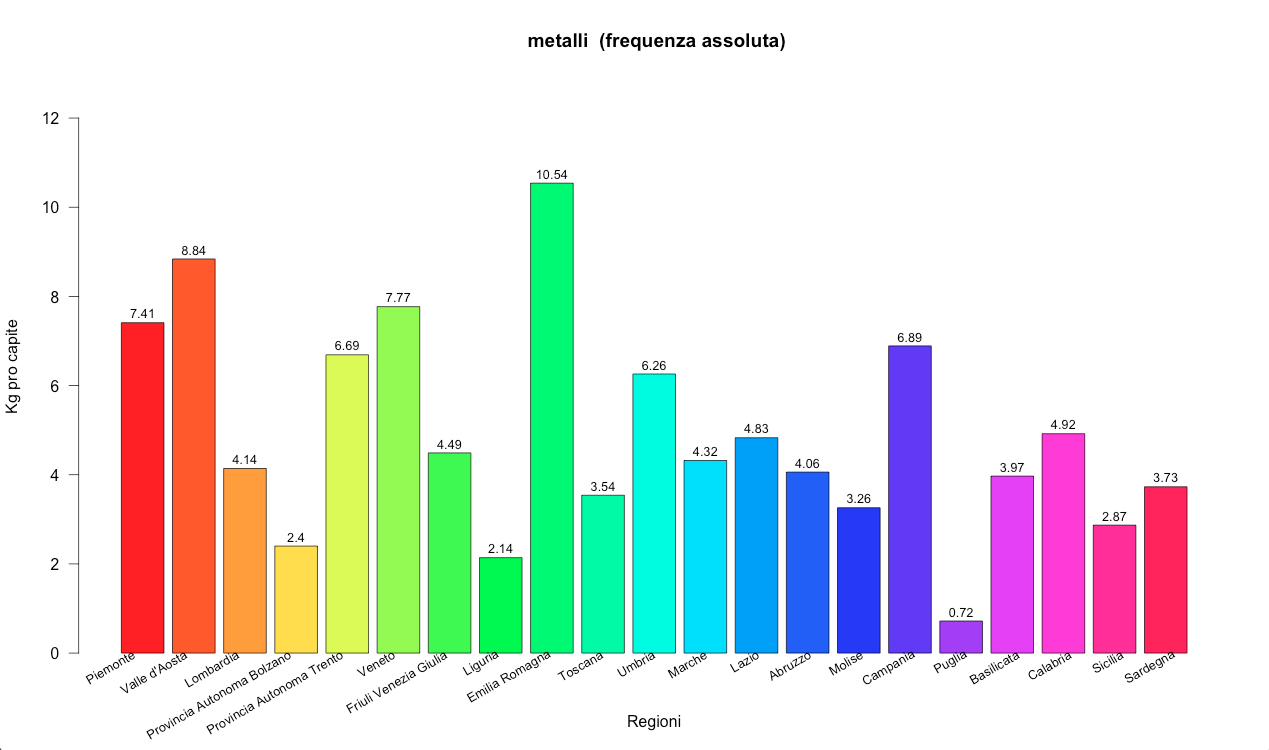 metalli (frequenza assoluta)
Kg pro capite
12
10
8
6
4
2
0
7.41
8.84
4.14
2.4
6.69
7.77
4.49
2.14
10.54
3.54
6.26
4.32
4.83
4.06
3.26
6.89
0.72
3.97
4.92
2.87
3.73
Piemonte
Valle d'Aosta
Lombardia
Provincia Autonoma Bolzano
Provincia Autonoma Trento
Veneto
Friuli Venezia Giulia
Liguria
Emilia Romagna
Toscana
Umbria
Marche
Lazio
Abruzzo
Molise
Campania
Puglia
Basilicata
Calabria
Sicilia
Sardegna
Regioni